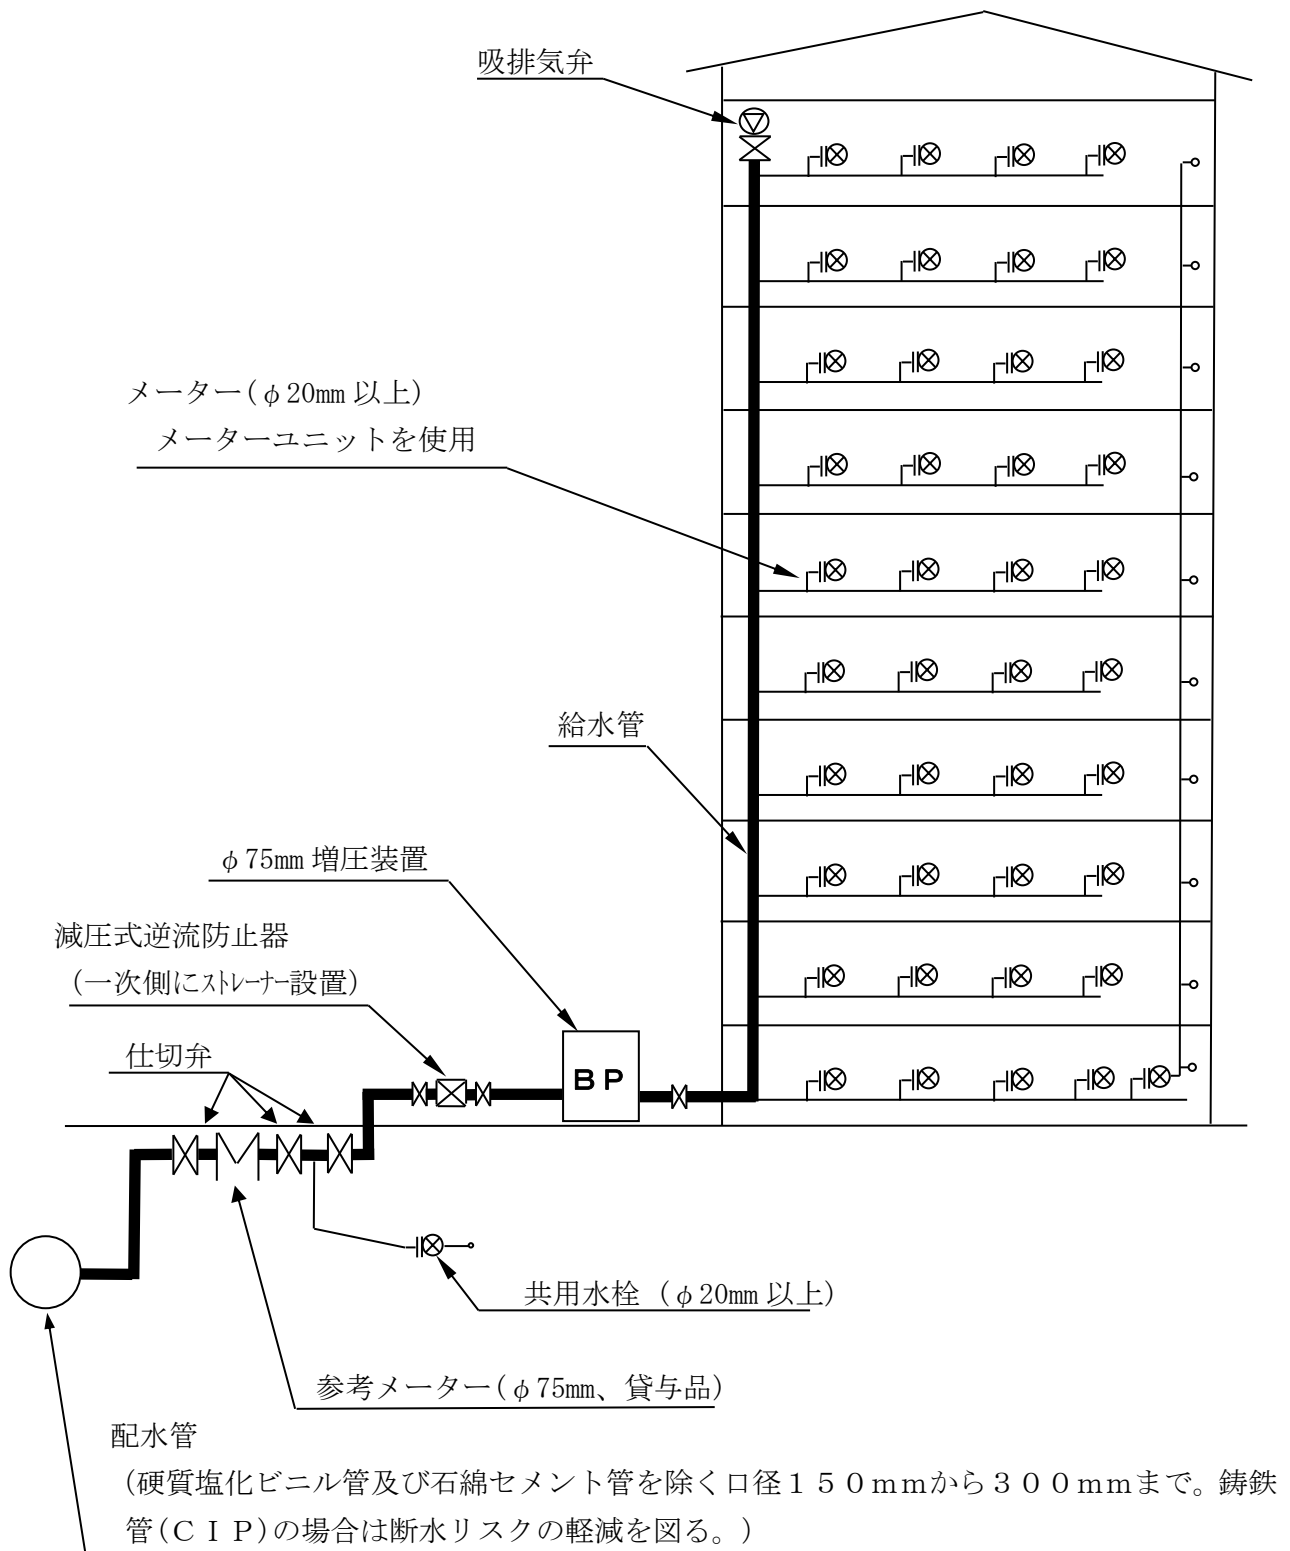 吸排気弁
メーター(φ20mm 以上)
メーターユニットを使用
給水管
φ75mm 増圧装置
減圧式逆流防止器
(一次側にストレーナー設置)
仕切弁
ＢＰ
共用水栓（φ20mm 以上)
参考メーター(φ75mm、貸与品)
配水管
(硬質塩化ビニル管及び石綿セメント管を除く口径１５０ｍｍから３００ｍｍまで。鋳鉄
管(ＣＩＰ)の場合は断水リスクの軽減を図る。)